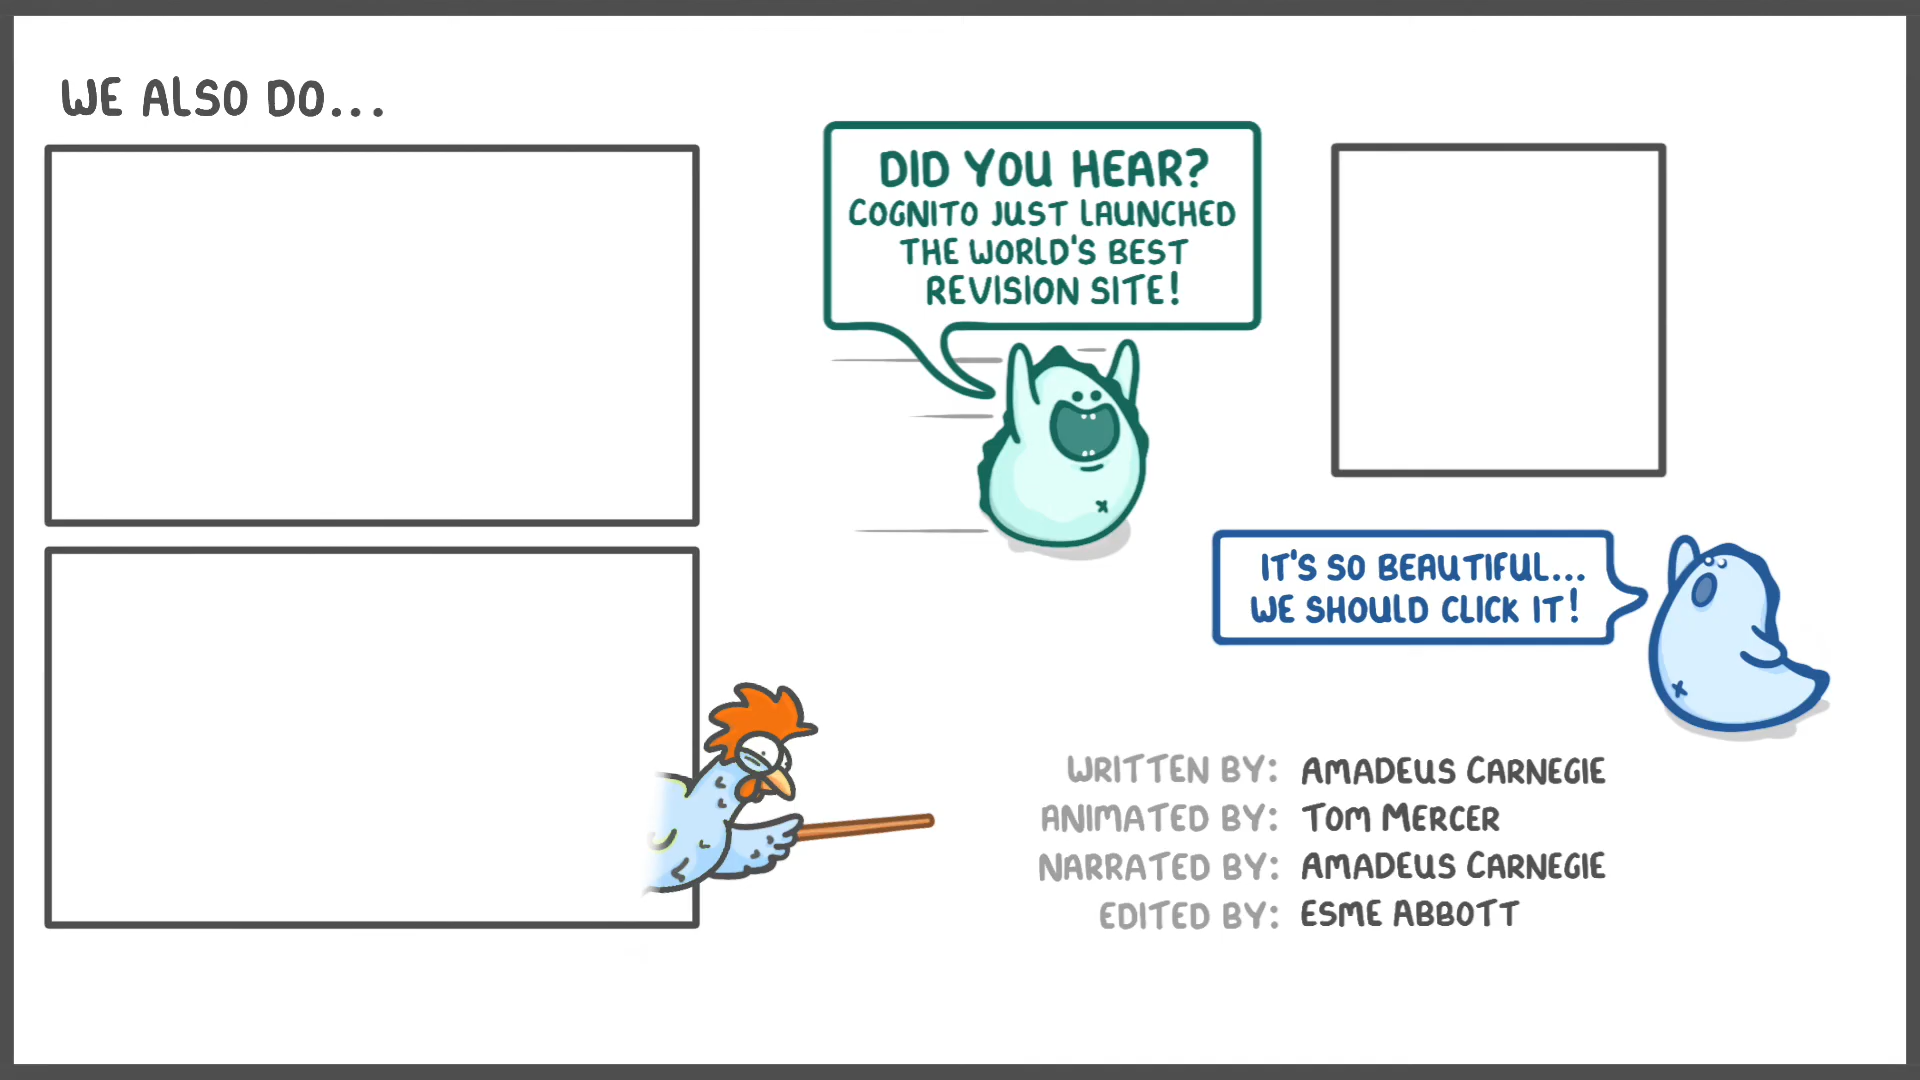 WE ALSO DO...
DID YOU HEAR?
COGNITO JUST LAUNCHED
THE WORLD'S BEST
REVISION SITE!
IT'S SO BEAUTIFUL...
WE SHOULD CLICK IT!
WRITTEN BY: AMADEUS CARNEGIE
ANIMATED BY: TOM MERCER
NARRATED BY: AMADEUS CARNEGIE
EDITED BY: ESME ABBOTT